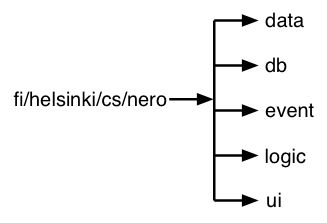 data
db
fi/helsinki/cs/nero
event
logic
ui